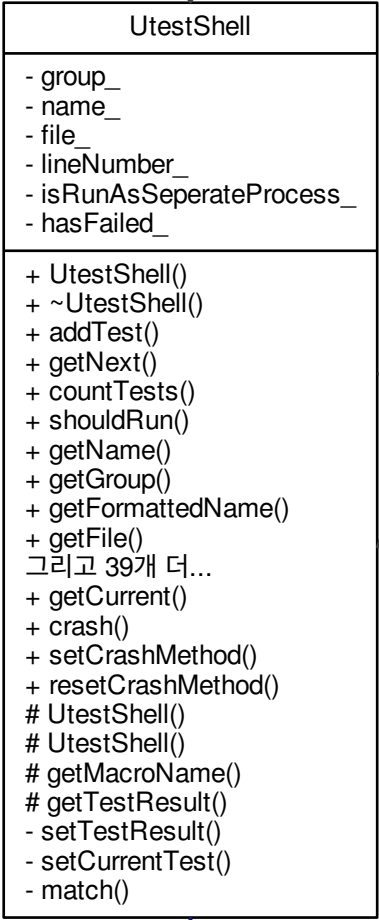 UtestShell
- group_
- name_
- file_
- lineNumber_
- isRunAsSeperateProcess_
- hasFailed_
+ UtestShell()
+ ~UtestShell()
+ addTest()
+ getNext()
+ countTests()
+ shouldRun()
+ getName()
+ getGroup()
+ getFormattedName()
+ getFile()
그리고 39개 더...
+ getCurrent()
+ crash()
+ setCrashMethod()
+ resetCrashMethod()
# UtestShell()
# UtestShell()
# getMacroName()
# getTestResult()
- setTestResult()
- setCurrentTest()
- match()